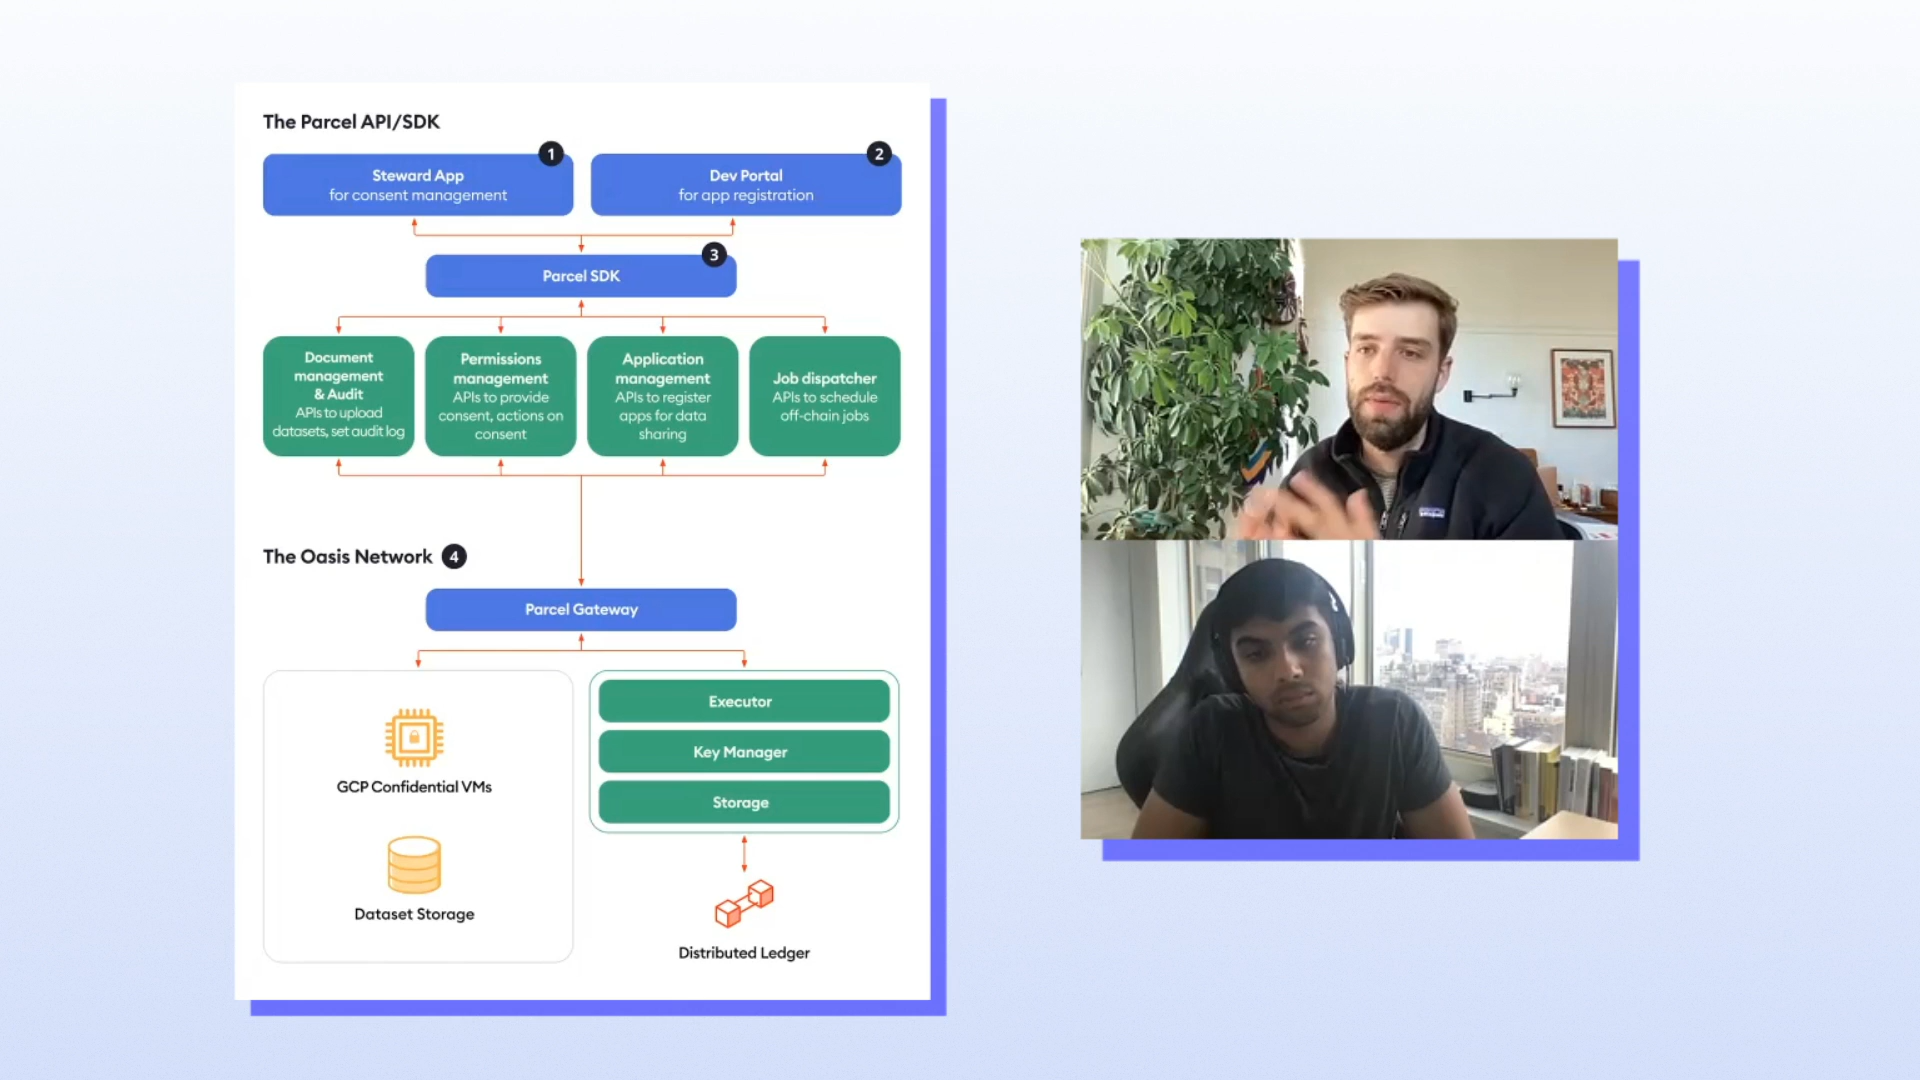 The Parcel API/SDK
1
2
Steward App
for consent management
Dev Portal
for app registration
3
Parcel SDK
Document
management
& Audit
APIs to upload
datasets, set audit log
Permissions
management
APIs to provide
consent, actions on
consent
Application
management
APIs to register
apps for data
sharing
Job dispatcher
APIs to schedule
off-chain jobs
The Oasis Network 4
Parcel Gateway
GCP Confidential VMs
Dataset Storage
Executor
Key Manager
Storage
Distributed Ledger